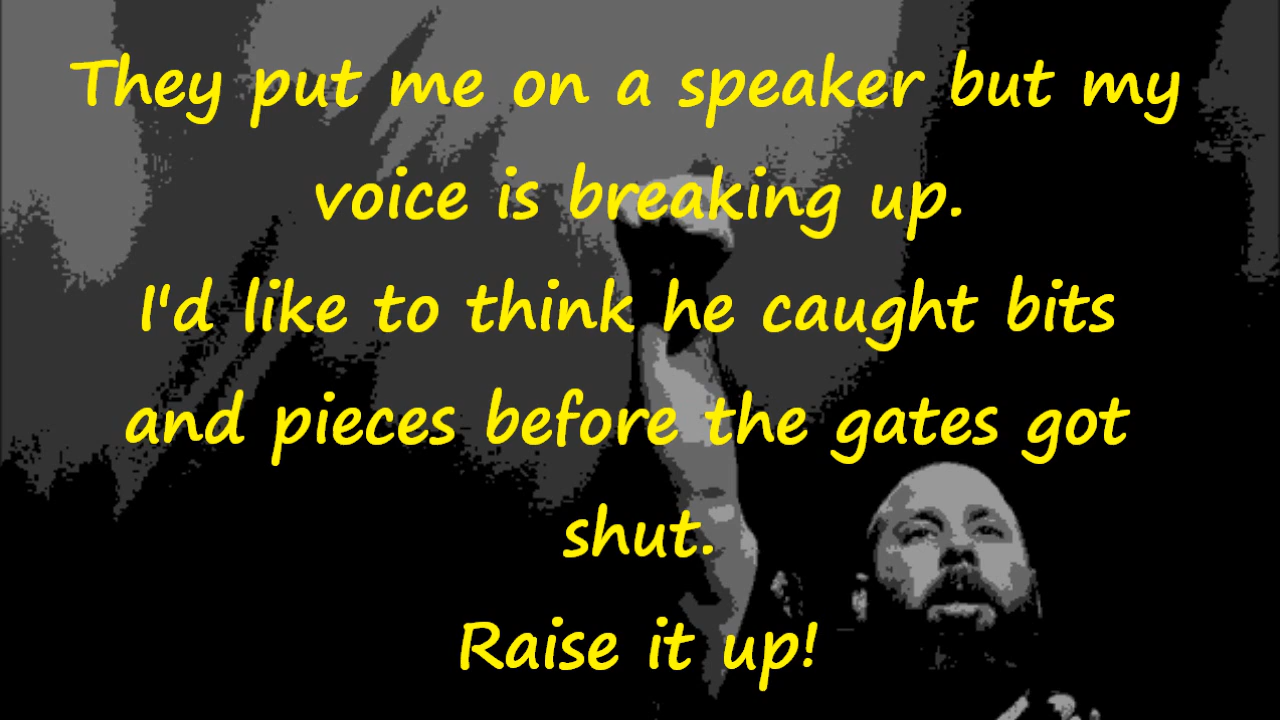 They put me on a speaker but my
voice is breaking up.
I'd like to think he caught bits
and pieces before the gates got
shut.
Raise it up!